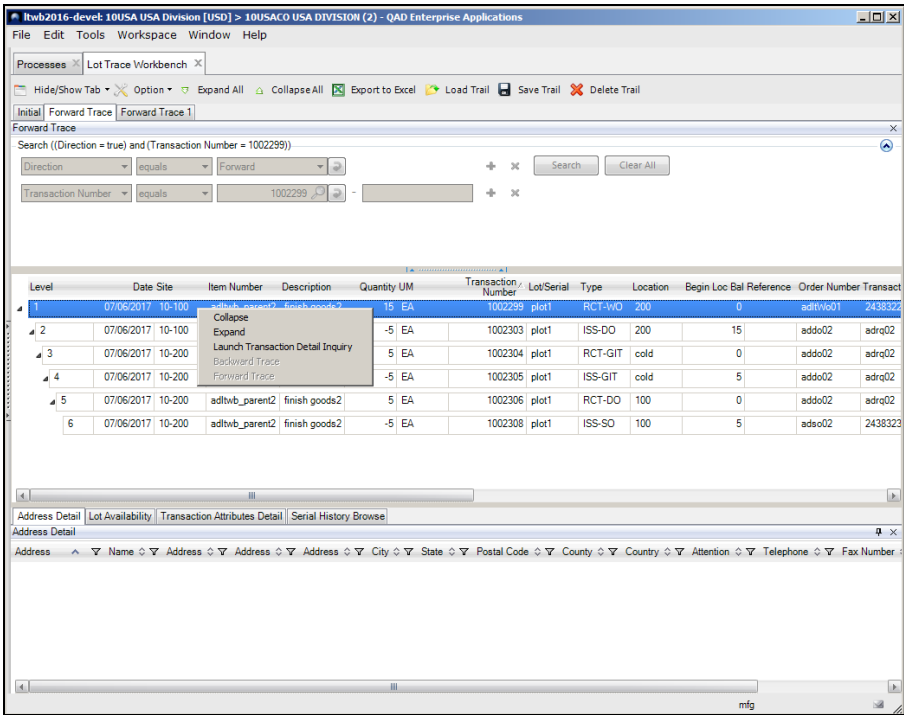 ltwb2016-devel: 10USA USA Division [USD] > 10USACO USA DIVISION (2) - QAD Enterprise Applications
File Edit Tools Workspace Window Help
Processes Lot Trace Workbench
Hide/Show Tab Option Expand All Collapse All Export to Excel Load Trail Save Trail Delete Trail
Initial Forward Trace Forward Trace 1
Forward Trace
Search ((Direction = true) and (Transaction Number = 1002299))
Direction equals Forward Search Clear All
Transaction Number equals 1002299 -
Level Date Site Item Number Description Quantity UM Transaction Number Lot/Serial Type Location Begin Loc Bal Reference Order Number Transact
1 07/06/2017 10-100 adltwb_parent2 finish goods2 15 EA 1002299 plot1 RCT-WO 200 0 adltWo01 2438322
Collapse
2 07/06/2017 10-100 Expand -5 EA 1002303 plot1 ISS-DO 200 15 addo02 adrq02
Launch Transaction Detail Inquiry
3 07/06/2017 10-200 Backward Trace 5 EA 1002304 plot1 RCT-GIT cold 0 addo02 adrq02
4 07/06/2017 10-200 Forward Trace -5 EA 1002305 plot1 ISS-GIT cold 5 addo02 adrq02
5 07/06/2017 10-200 adltwb_parent2 finish goods2 5 EA 1002306 plot1 RCT-DO 100 0 addo02 adrq02
6 07/06/2017 10-200 adltwb_parent2 finish goods2 -5 EA 1002308 plot1 ISS-SO 100 5 adso02 2438323
Address Detail Lot Availability Transaction Attributes Detail Serial History Browse
Address Detail
Address Name Address Address Address City State Postal Code County Country Attention Telephone Fax Number
mfg